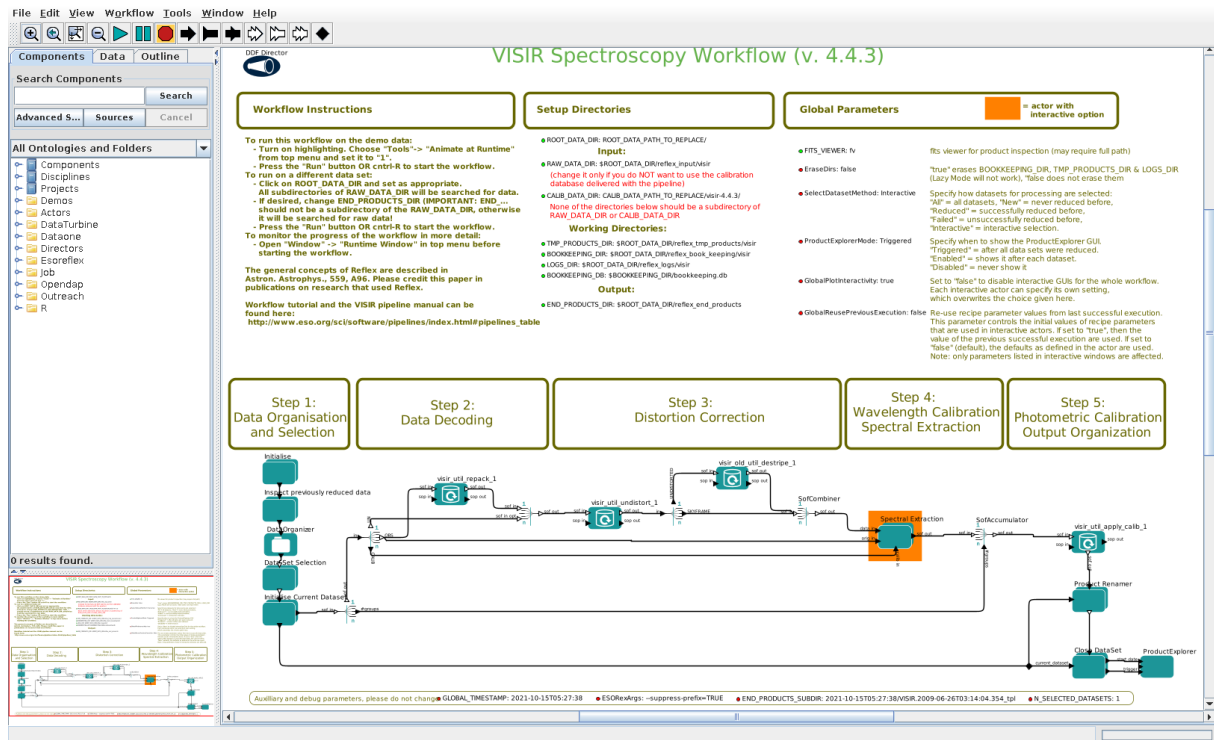 File Edit View Workflow Tools Window Help
Components Data Outline
Search Components
Search
Advanced S... Sources Cancel
All Ontologies and Folders
Components
Disciplines
Projects
Demos
Actors
DataTurbine
Dataone
Directors
Esoreflex
Job
Opendap
Outreach
R
0 results found.
DDF Director
VISIR Spectroscopy Workflow (v. 4.4.3)
Workflow Instructions
To run this workflow on the demo data:
- Turn on highlighting. Choose "Tools"-> "Animate at Runtime"
from top menu and set it to "1".
- Press the "Run" button OR cntrl-R to start the workflow.
To run on a different data set:
- Click on ROOT_DATA_DIR and set as appropriate.
All subdirectories of RAW_DATA_DIR will be searched for data.
- If desired, change END_PRODUCTS_DIR (IMPORTANT: END_...
should not be a subdirectory of the RAW_DATA_DIR, otherwise
it will be searched for raw data!
- Press the "Run" button OR cntrl-R to start the workflow.
To monitor the progress of the workflow in more detail:
- Open "Window" -> "Runtime Window" in top menu before
starting the workflow.
The general concepts of Reflex are described in
Astron. Astrophys., 559, A96. Please credit this paper in
publications on research that used Reflex.
Workflow tutorial and the VISIR pipeline manual can be
found here:
http://www.eso.org/sci/software/pipelines/index.html#pipelines_table
Setup Directories
ROOT_DATA_DIR: ROOT_DATA_PATH_TO_REPLACE/
Input:
RAW_DATA_DIR: $ROOT_DATA_DIR/reflex_input/visir
(change it only if you do NOT want to use the calibration
database delivered with the pipeline)
CALIB_DATA_DIR: CALIB_DATA_PATH_TO_REPLACE/visir-4.4.3/
None of the directories below should be a subdirectory of
RAW_DATA_DIR or CALIB_DATA_DIR
Working Directories:
TMP_PRODUCTS_DIR: $ROOT_DATA_DIR/reflex_tmp_products/visir
BOOKKEEPING_DIR: $ROOT_DATA_DIR/reflex_book_keeping/visir
LOGS_DIR: $ROOT_DATA_DIR/reflex_logs/visir
BOOKKEEPING_DB: $BOOKKEEPING_DIR/bookkeeping.db
Output:
END_PRODUCTS_DIR: $ROOT_DATA_DIR/reflex_end_products
Global Parameters
= actor with
interactive option
FITS_VIEWER: fv
fits viewer for product inspection (may require full path)
EraseDirs: false
"true" erases BOOKKEEPING_DIR, TMP_PRODUCTS_DIR & LOGS_DIR
(Lazy Mode will not work), "false does not erase them
SelectDatasetMethod: Interactive
Specify how datasets for processing are selected:
"All" = all datasets, "New" = never reduced before,
"Reduced" = successfully reduced before,
"Failed" = unsuccessfully reduced before,
"Interactive" = interactive selection.
ProductExplorerMode: Triggered
Specify when to show the ProductExplorer GUI.
"Triggered" = after all data sets were reduced.
"Enabled" = shows it after each dataset.
"Disabled" = never show it
GlobalPlotInteractivity: true
Set to "false" to disable interactive GUIs for the whole workflow.
Each interactive actor can specify its own setting,
which overwrites the choice given here.
GlobalReusePreviousExecution: false
Re-use recipe parameter values from last successful execution.
This parameter controls the initial values of recipe parameters
that are used in interactive actors. If set to "true", then the
value of the previous successful execution are used. If set to
"false" (default), the defaults as defined in the actor are used.
Note: only parameters listed in interactive windows are affected.
Step 1:
Data Organisation
and Selection
Step 2:
Data Decoding
Step 3:
Distortion Correction
Step 4:
Wavelength Calibration
Spectral Extraction
Step 5:
Photometric Calibration
Output Organization
Initialise
Inspect previously reduced data
Data Organizer
DataSet Selection
Initialise Current Dataset
visir_util_repack_1
visir_util_undistort_1
visir_old_util_destripe_1
SofCombiner
Spectral Extraction
SofAccumulator
visir_util_apply_calib_1
Product Renamer
Close DataSet
ProductExplorer
current_dataset
Auxiliary and debug parameters, please do not change
GLOBAL_TIMESTAMP: 2021-10-15T05:27:38
ESORexArgs: --suppress-prefix=TRUE
END_PRODUCTS_SUBDIR: 2021-10-15T05:27:38/VISIR.2009-06-26T03:14:04.354_tpl
N_SELECTED_DATASETS: 1